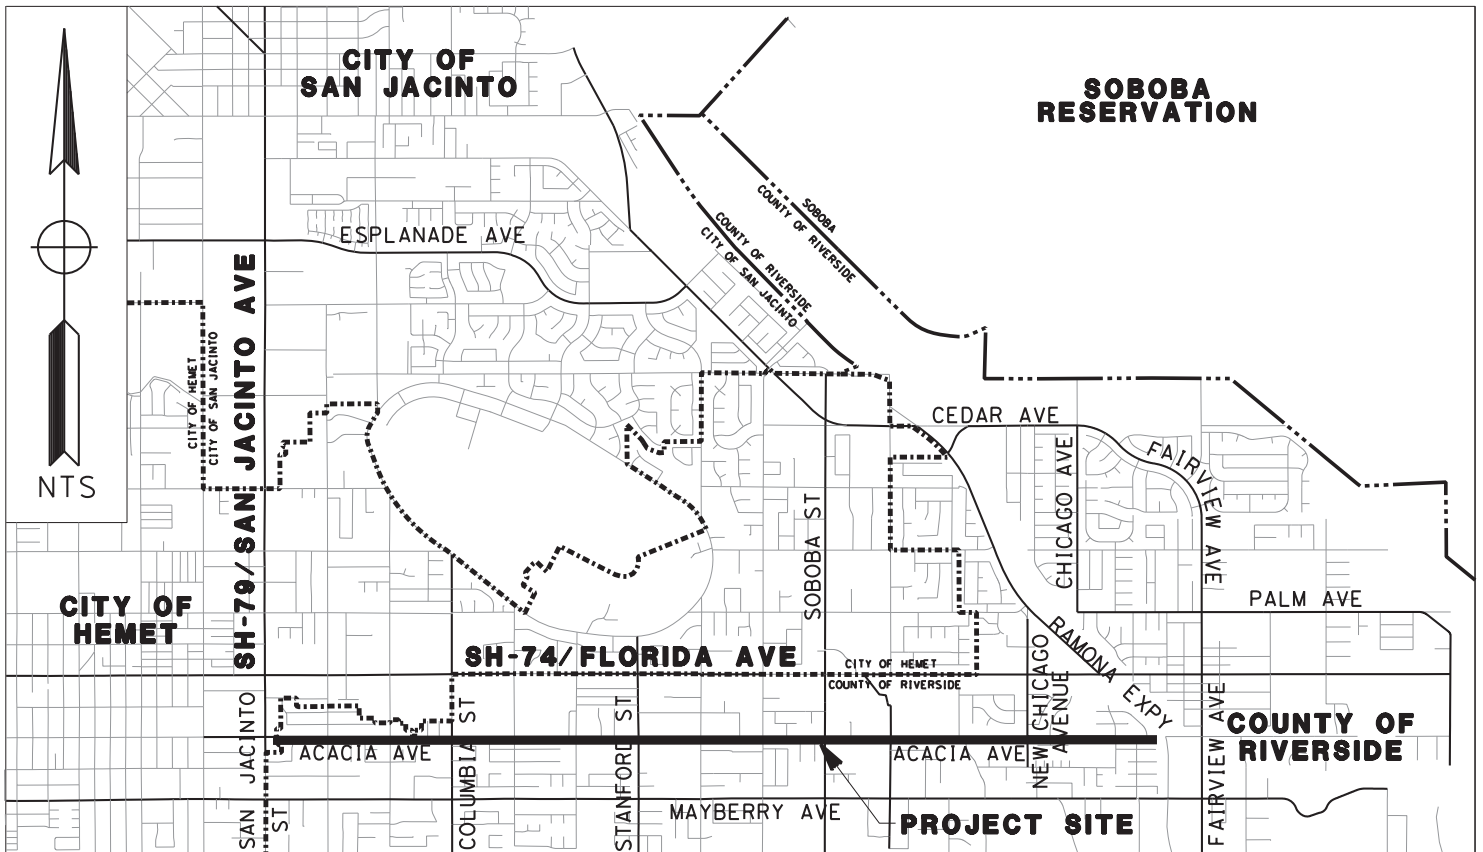 CITY OF
SAN JACINTO
SOBOBA
RESERVATION
SOBOBA
COUNTY OF RIVERSIDE
COUNTY OF RIVERSIDE
CITY OF SAN JACINTO
ESPLANADE AVE
SH-79/SAN JACINTO AVE
CITY OF HEMET
CITY OF SAN JACINTO
NTS
CEDAR AVE
FAIRVIEW AVE
CHICAGO AVE
SOBOBA ST
PALM AVE
CITY OF
HEMET
RAMONA EXPY
SH-74/FLORIDA AVE
CITY OF HEMET
COUNTY OF RIVERSIDE
NEW CHICAGO
AVENUE
COUNTY OF
RIVERSIDE
FAIRVIEW AVE
SAN JACINTO
ST
ACACIA AVE
COLUMBIA ST
STANFORD ST
ACACIA AVE
MAYBERRY AVE
PROJECT SITE